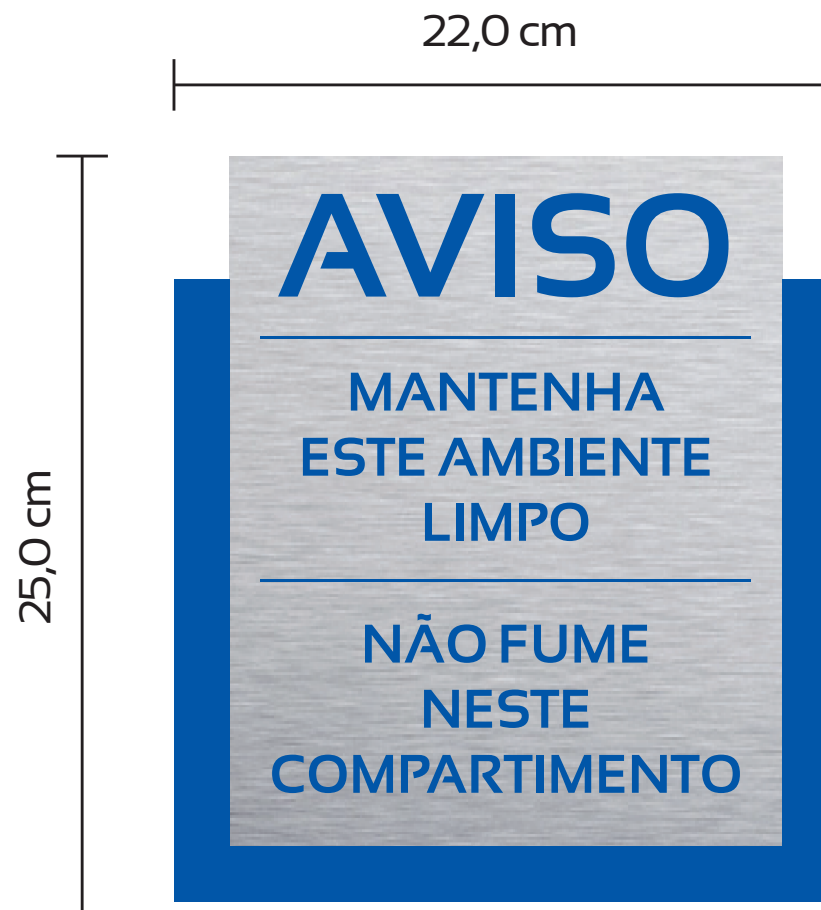 22,0 cm
25,0 cm
AVISO
MANTENHA
ESTE AMBIENTE
LIMPO
NÃO FUME
NESTE
COMPARTIMENTO